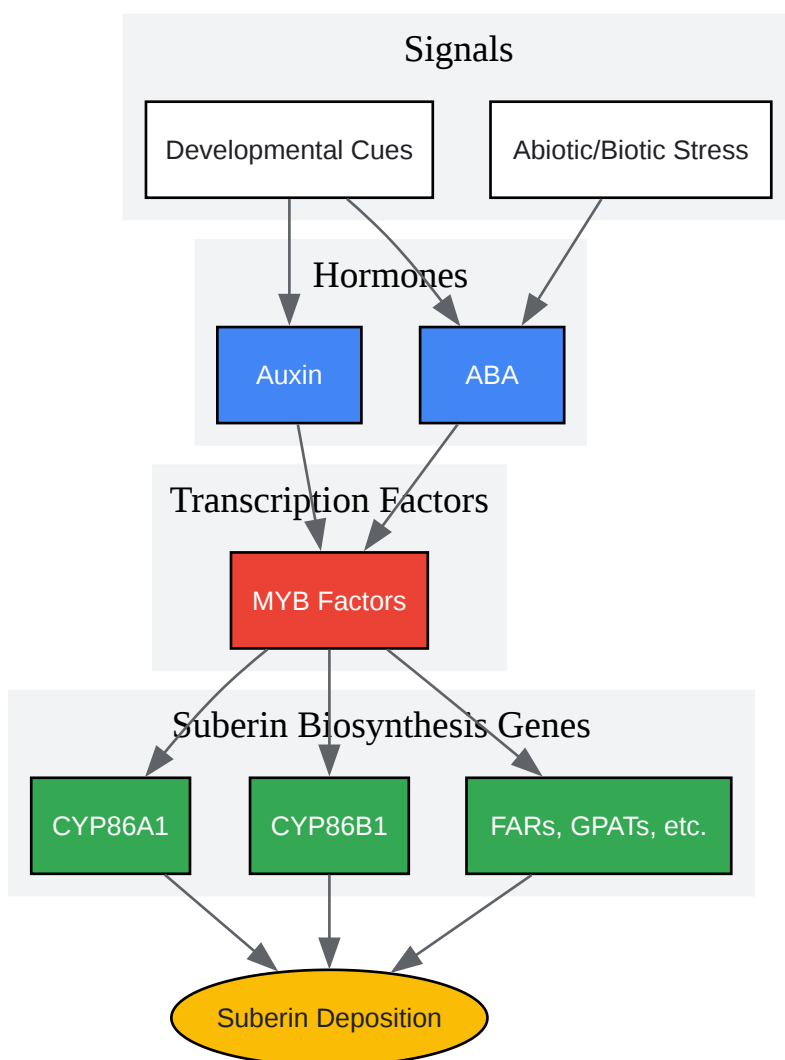 Signals
Developmental Cues
Abiotic/Biotic Stress
Hormones
Auxin
ABA
Transcription Factors
MYB Factors
Suberin Biosynthesis Genes
CYP86A1
CYP86B1
FARs, GPATs, etc.
Suberin Deposition